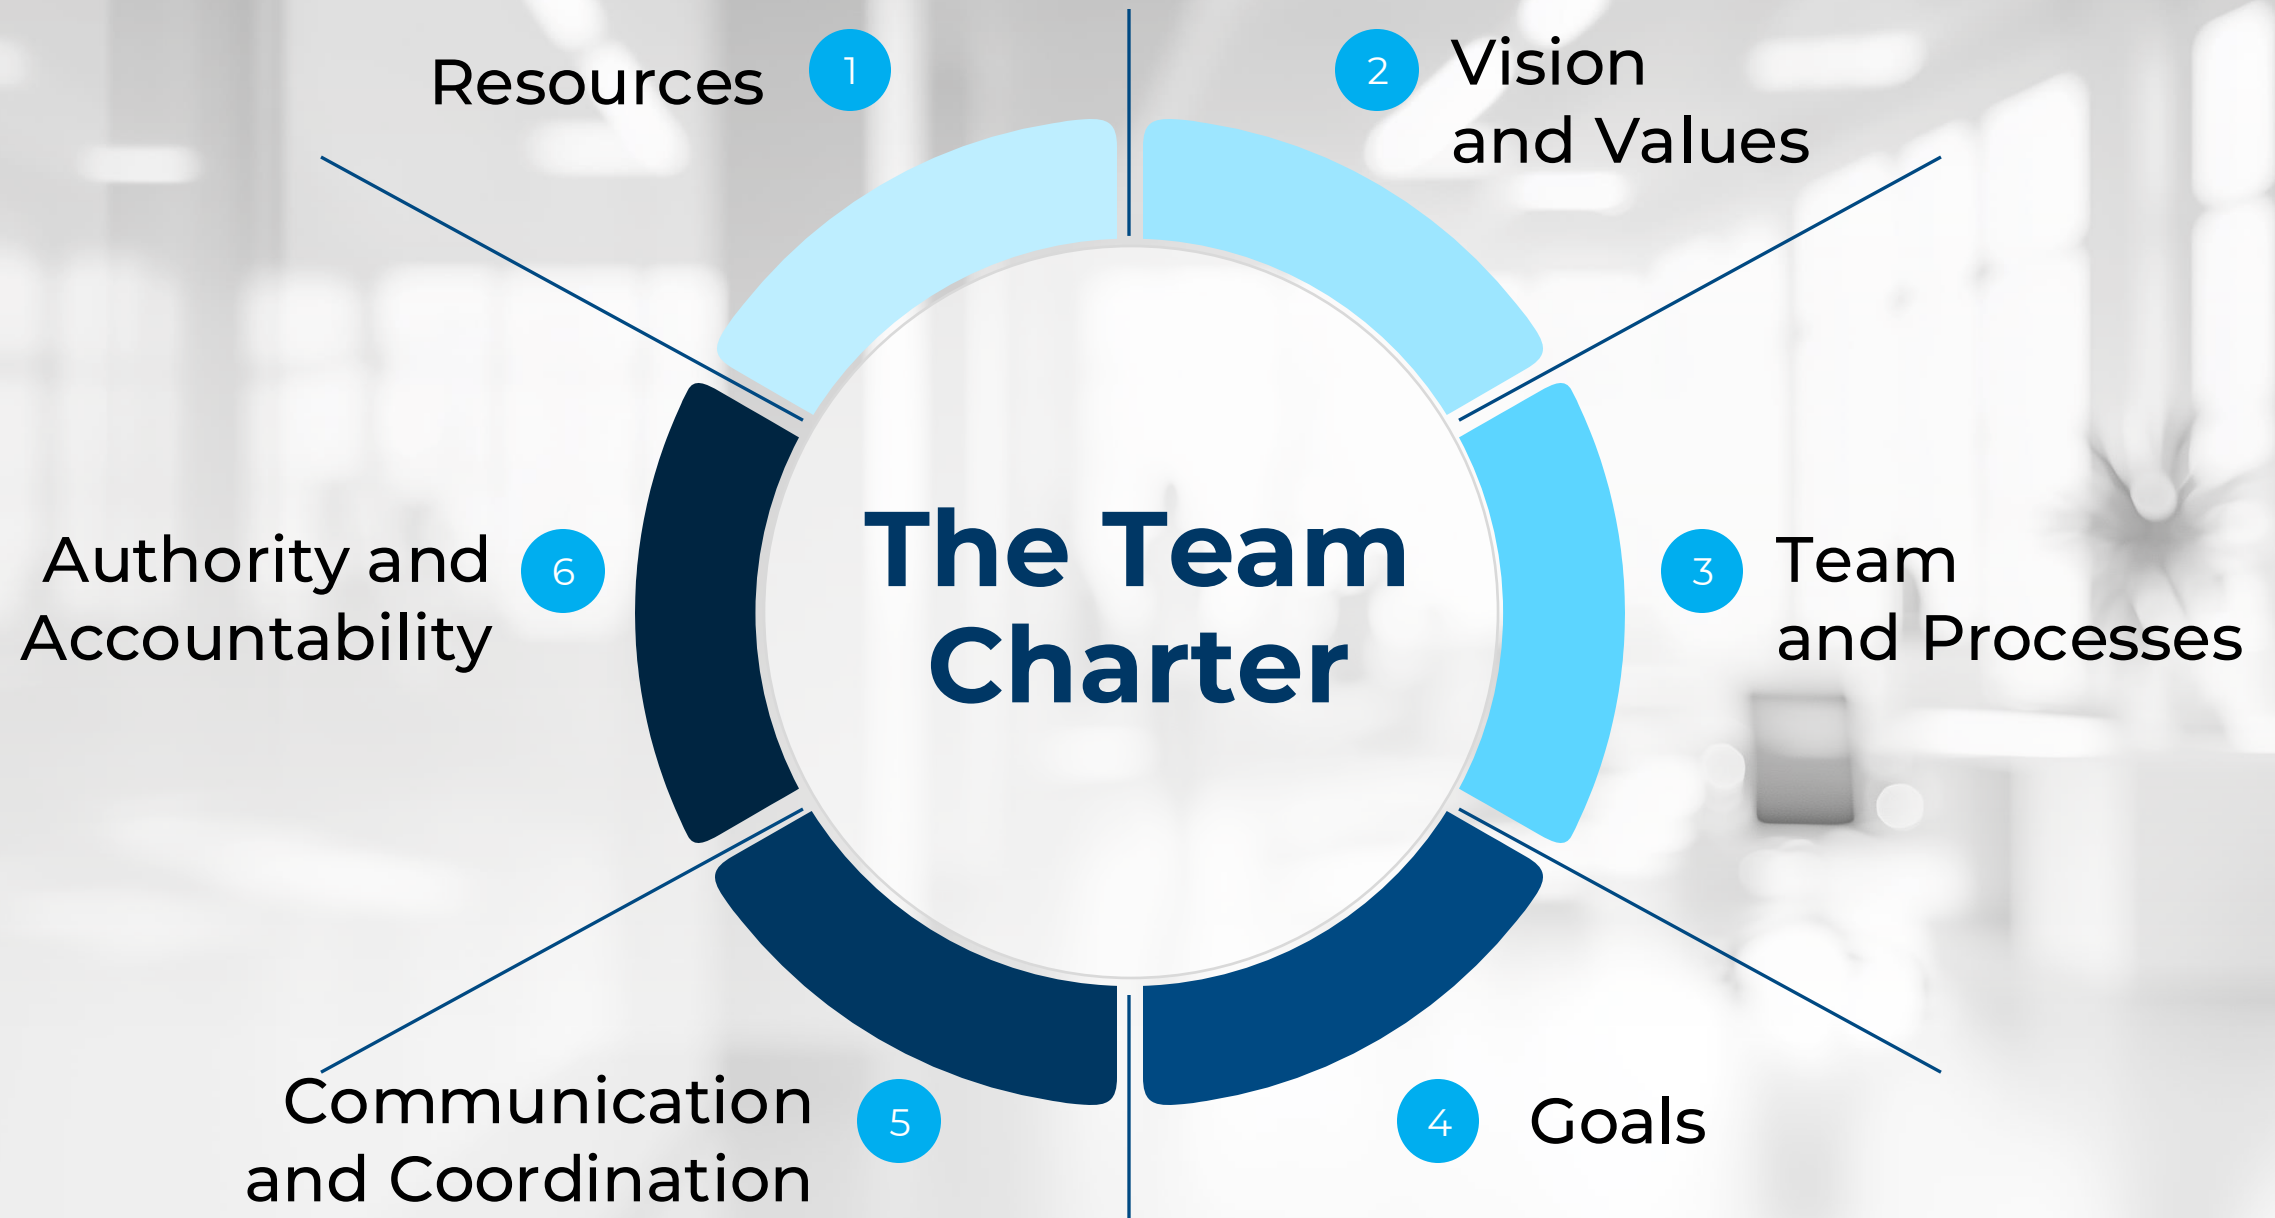 The Team
Charter
1
Resources
2
Vision
and Values
3
Team
and Processes
4
Goals
5
Communication
and Coordination
6
Authority and
Accountability